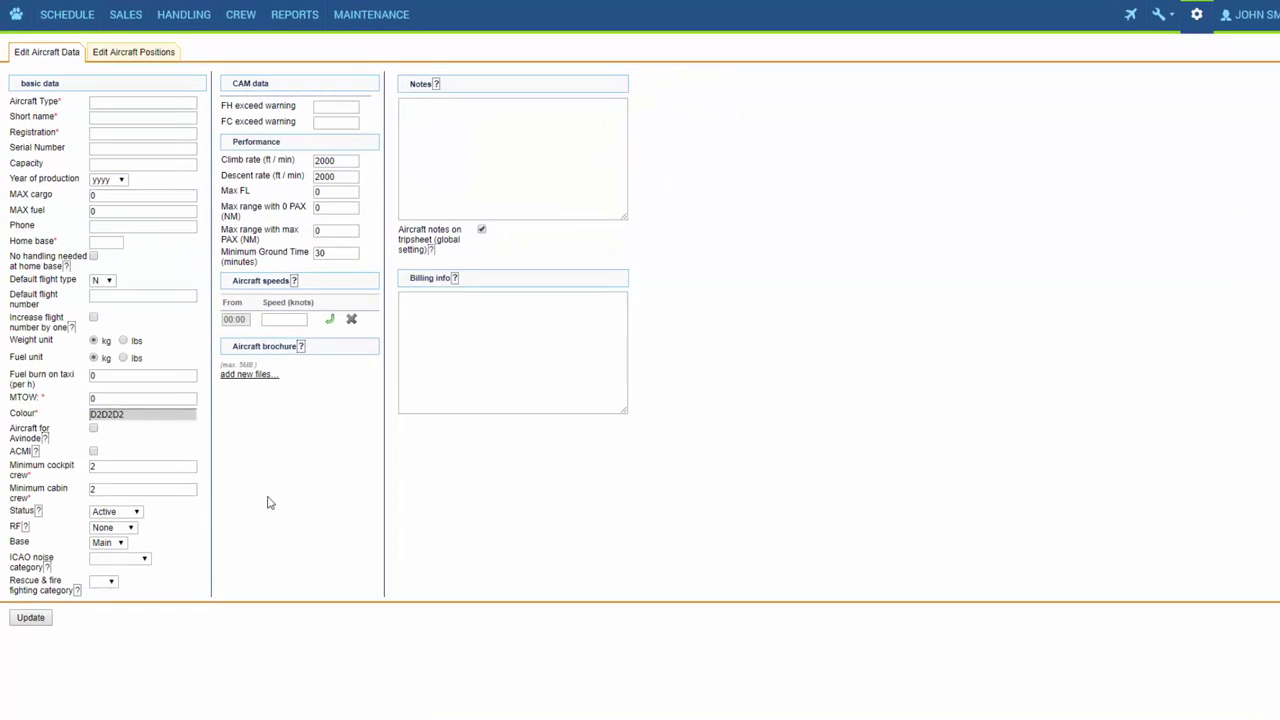 SCHEDULE SALES HANDLING CREW REPORTS MAINTENANCE JOHN SM
Edit Aircraft Data Edit Aircraft Positions
basic data
Aircraft Type*
Short name*
Registration*
Serial Number
Capacity
Year of production yyyy
MAX cargo 0
MAX fuel 0
Phone
Home base*
No handling needed
at home base?
Default flight type N
Default flight
number
Increase flight
number by one?
Weight unit kg lbs
Fuel unit kg lbs
Fuel burn on taxi
(per h) 0
MTOW: * 0
Colour* D2D2D2
Aircraft for
Avinode?
ACMI?
Minimum cockpit
crew* 2
Minimum cabin
crew* 2
Status? Active
RF? None
Base Main
ICAO noise
category?
Rescue & fire
fighting category?
CAM data
FH exceed warning
FC exceed warning
Performance
Climb rate (ft / min) 2000
Descent rate (ft / min) 2000
Max FL 0
Max range with 0 PAX
(NM) 0
Max range with max
PAX (NM) 0
Minimum Ground Time
(minutes) 30
Aircraft speeds?
From Speed (knots)
00:00
Aircraft brochure?
(max. 5MB )
add new files...
Notes?
Aircraft notes on
tripsheet (global
setting)?
Billing info?
Update